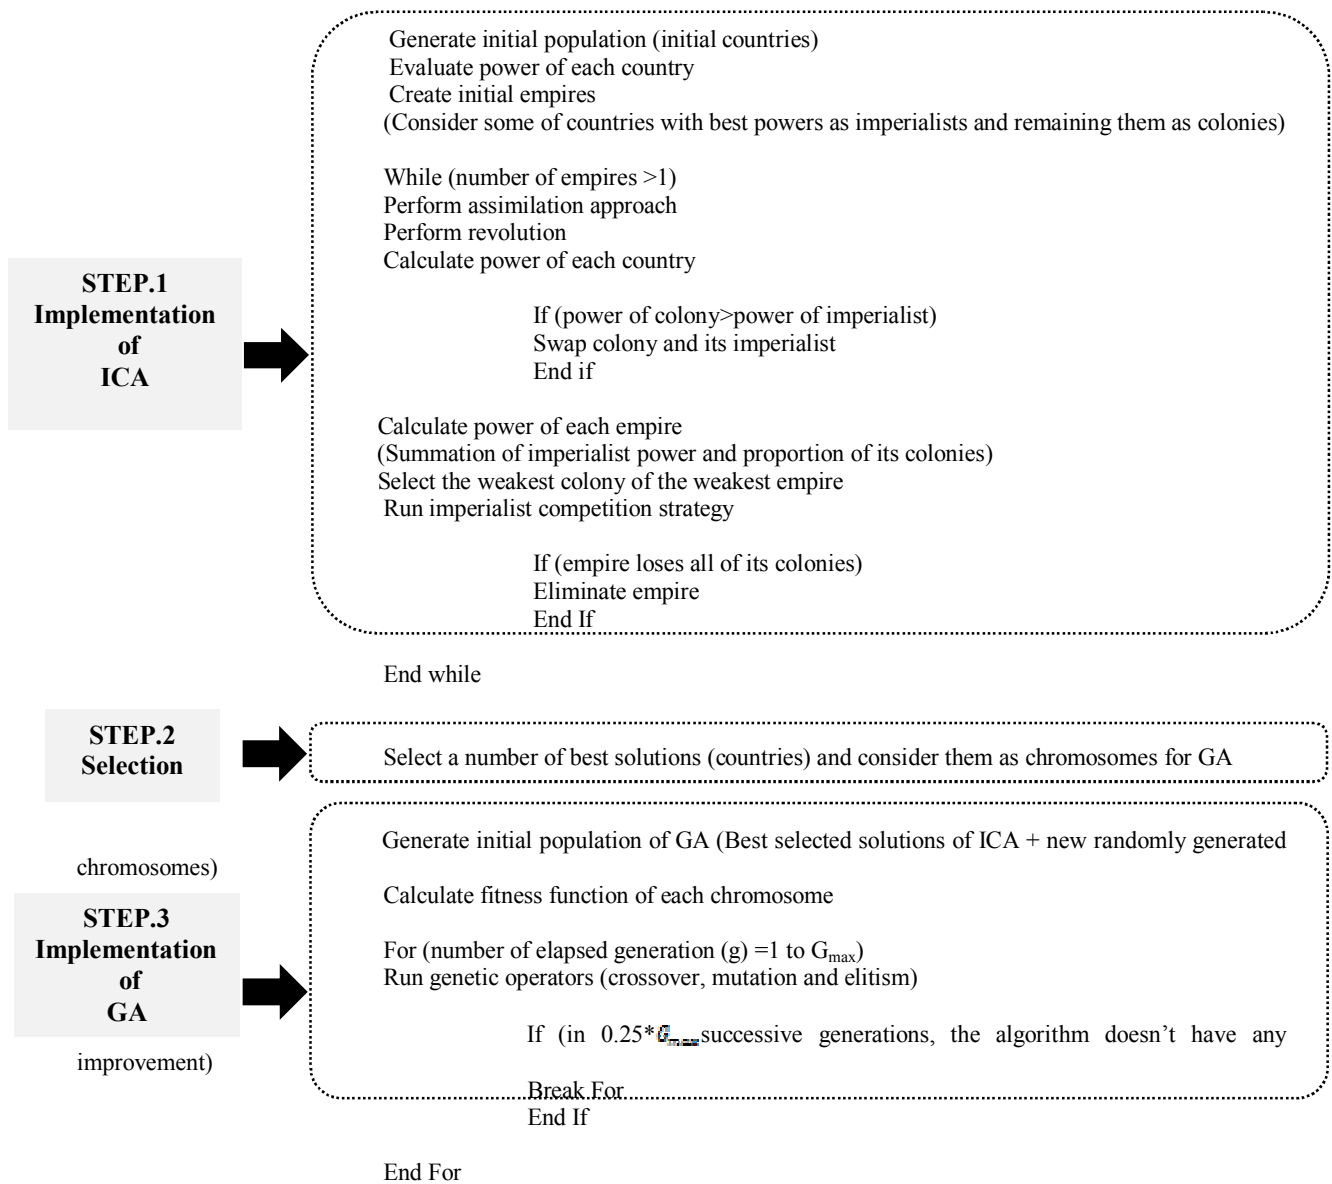 Generate initial population (initial countries)
Evaluate power of each country
Create initial empires
(Consider some of countries with best powers as imperialists and remaining them as colonies)
While (number of empires >1)
Perform assimilation approach
Perform revolution
Calculate power of each country
STEP.1
Implementation
of
ICA
If (power of colony>power of imperialist)
Swap colony and its imperialist
End if
Calculate power of each empire
(Summation of imperialist power and proportion of its colonies)
Select the weakest colony of the weakest empire
Run imperialist competition strategy
If (empire loses all of its colonies)
Eliminate empire
End If
End while
STEP.2
Selection
Select a number of best solutions (countries) and consider them as chromosomes for GA
Generate initial population of GA (Best selected solutions of ICA + new randomly generated
chromosomes)
Calculate fitness function of each chromosome
STEP.3
Implementation
of
GA
For (number of elapsed generation (g) =1 to Gmax)
Run genetic operators (crossover, mutation and elitism)
If (in 0.25* successive generations, the algorithm doesn’t have any
improvement)
Break For
End If
End For